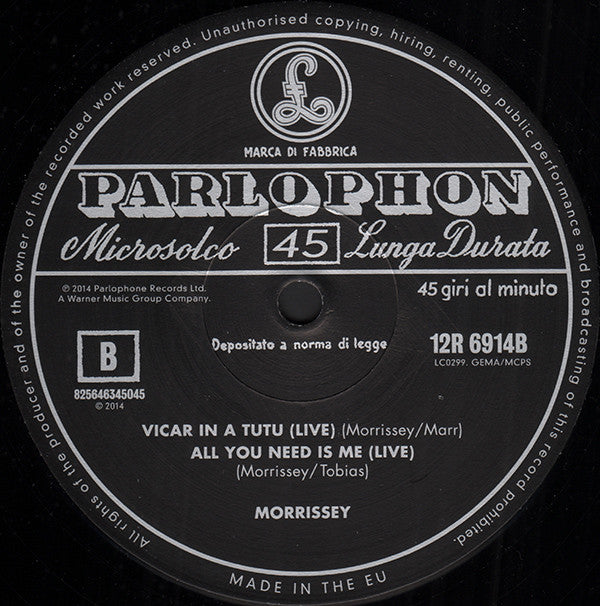 All rights of the producer and of the owner of the recorded work reserved. Unauthorised copying, hiring, renting, public performance and broadcasting of this record prohibited.
£
MARCA DI FABBRICA
PARLOPHON
Microsolco 45 Lunga Durata
℗ 2014 Parlophone Records Ltd.
A Warner Music Group Company.
45 giri al minuto
B
825646345045
© 2014
Depositato a norma di legge
12R 6914B
LC0299. GEMA/MCPS
VICAR IN A TUTU (LIVE) (Morrissey/Marr)
ALL YOU NEED IS ME (LIVE)
(Morrissey/Tobias)
MORRISSEY
MADE IN THE EU